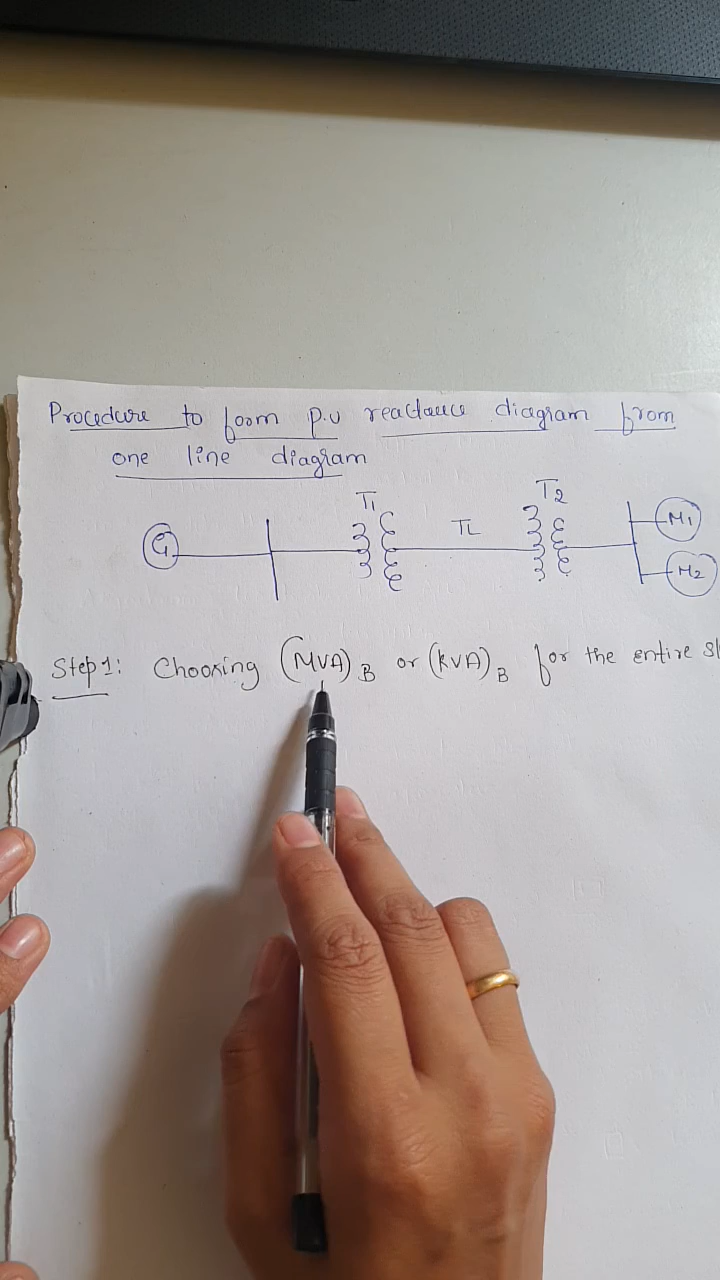 Procedure to form p.u reactance diagram from
one line diagram
G T1 TL T2 M1
M2
Step 1: Choosing (MVA)B or (KVA)B for the entire